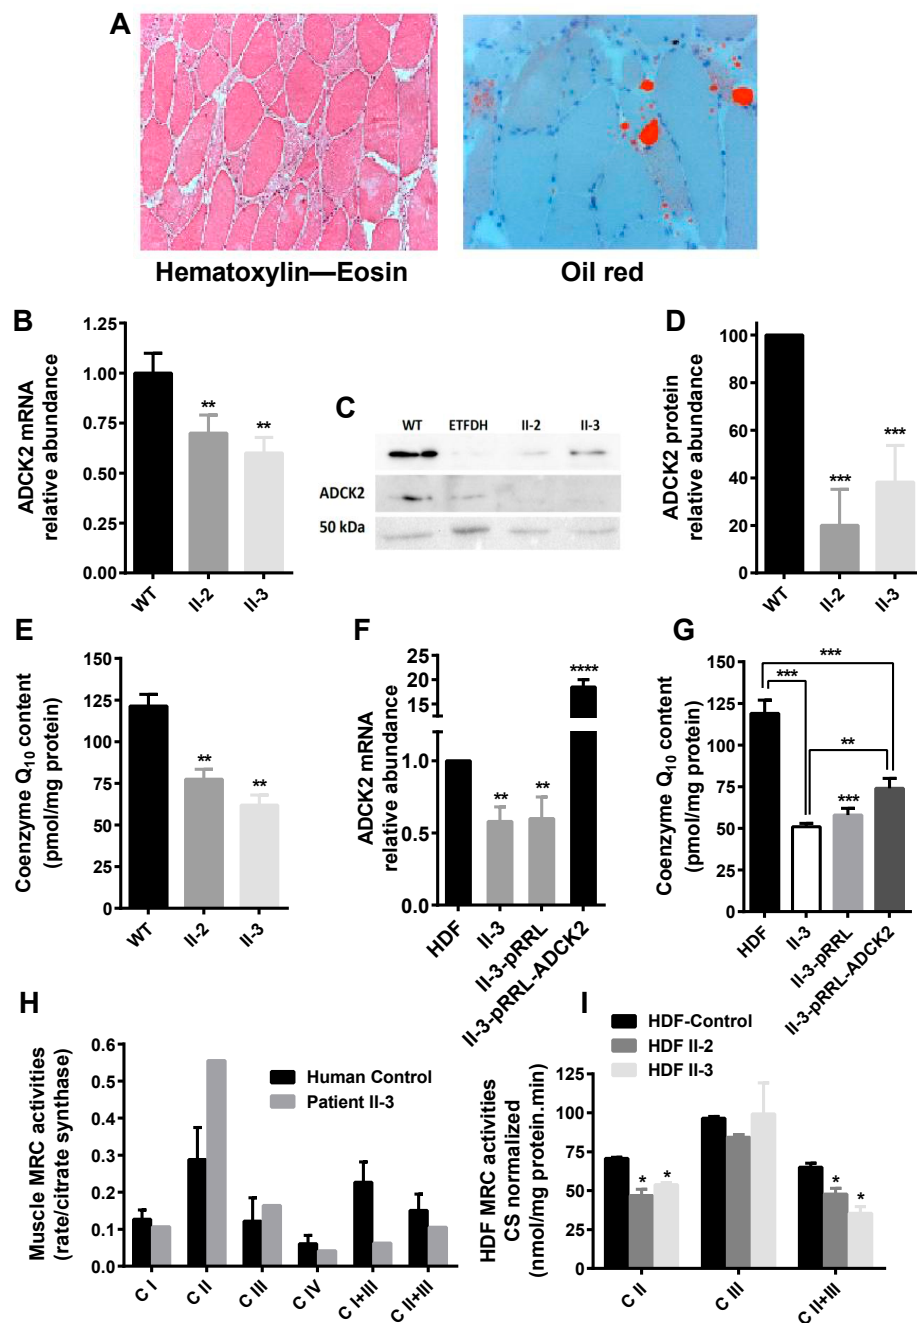 A
Hematoxylin—Eosin
Oil red
B
ADCK2 mRNA
relative abundance
1.25
1.00
0.75
0.50
0.25
0.00
**
**
WT
II-2
II-3
C
WT
ETFDH
II-2
II-3
ADCK2
50 kDa
D
ADCK2 protein
relative abundance
100
80
60
40
20
0
***
***
WT
II-2
II-3
E
Coenzyme Q10 content
(pmol/mg protein)
150
125
100
75
50
25
0
**
**
WT
II-2
II-3
F
ADCK2 mRNA
relative abundance
25
20
15
10
1.0
0.5
0.0
**
**
****
HDF
II-3
II-3-pRRL
II-3-pRRL-ADCK2
G
Coenzyme Q10 content
(pmol/mg protein)
150
125
100
75
50
25
0
***
***
**
***
HDF
II-3
II-3-pRRL
II-3-pRRL-ADCK2
H
Muscle MRC activities
(rate/citrate synthase)
0.6
0.5
0.4
0.3
0.2
0.1
0.0
Human Control
Patient II-3
C I
C II
C III
C IV
C I+III
C II+III
I
HDF-Control
HDF II-2
HDF II-3
HDF MRC activities
CS normalized
(nmol/mg protein.min)
125
100
75
50
25
0
*
*
*
*
C II
C III
C II+III